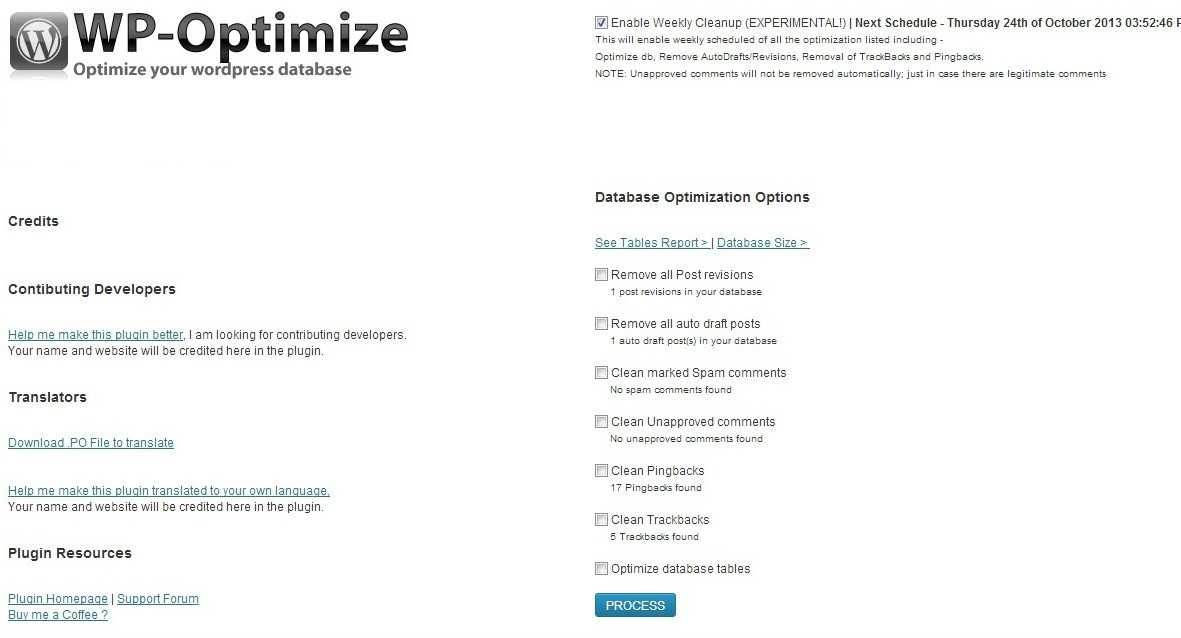 WP-Optimize
Optimize your wordpress database
Credits
Contibuting Developers
Help me make this plugin better, I am looking for contributing developers.
Your name and website will be credited here in the plugin.
Translators
Download .PO File to translate
Help me make this plugin translated to your own language.
Your name and website will be credited here in the plugin.
Plugin Resources
Plugin Homepage | Support Forum
Buy me a Coffee ?
Enable Weekly Cleanup (EXPERIMENTAL!) | Next Schedule - Thursday 24th of October 2013 03:52:46
This will enable weekly scheduled of all the optimization listed including -
Optimize db, Remove AutoDrafts/Revisions, Removal of TrackBacks and Pingbacks.
NOTE: Unapproved comments will not be removed automatically; just in case there are legitimate comments
Database Optimization Options
See Tables Report > | Database Size >
Remove all Post revisions
1 post revisions in your database
Remove all auto draft posts
1 auto draft post(s) in your database
Clean marked Spam comments
No spam comments found
Clean Unapproved comments
No unapproved comments found
Clean Pingbacks
17 Pingbacks found
Clean Trackbacks
5 Trackbacks found
Optimize database tables
PROCESS